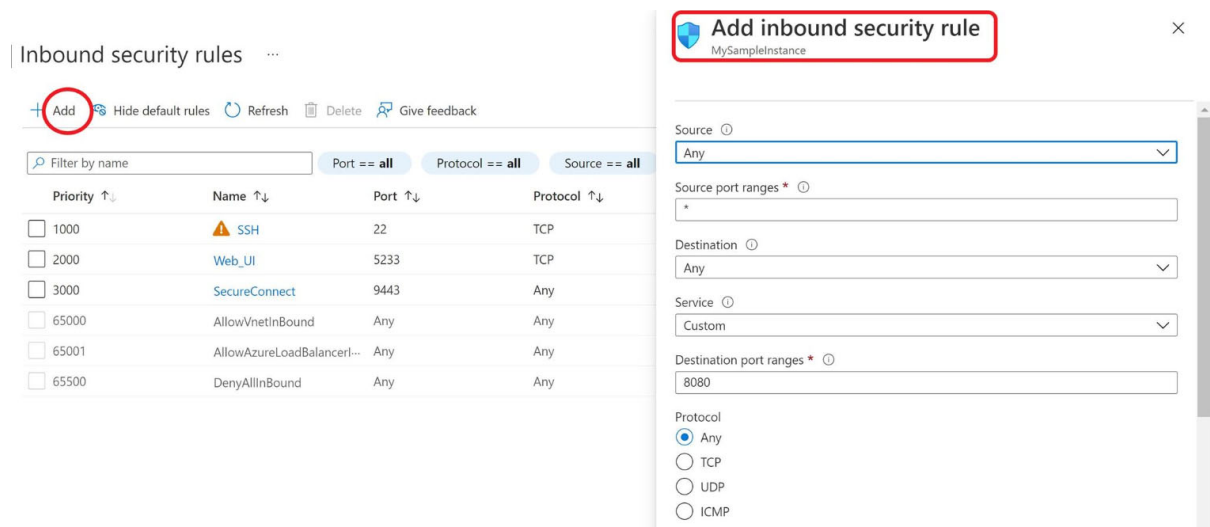 Inbound security rules ...
+ Add Hide default rules Refresh Delete Give feedback
Filter by name Port == all Protocol == all Source == all
Priority ↑↓ Name ↑↓ Port ↑↓ Protocol ↑↓
1000 SSH 22 TCP
2000 Web_UI 5233 TCP
3000 SecureConnect 9443 Any
65000 AllowVnetInBound Any Any
65001 AllowAzureLoadBalancerI... Any Any
65500 DenyAllInBound Any Any
Add inbound security rule
MySampleInstance
Source
Any
Source port ranges *
*
Destination
Any
Service
Custom
Destination port ranges *
8080
Protocol
Any
TCP
UDP
ICMP